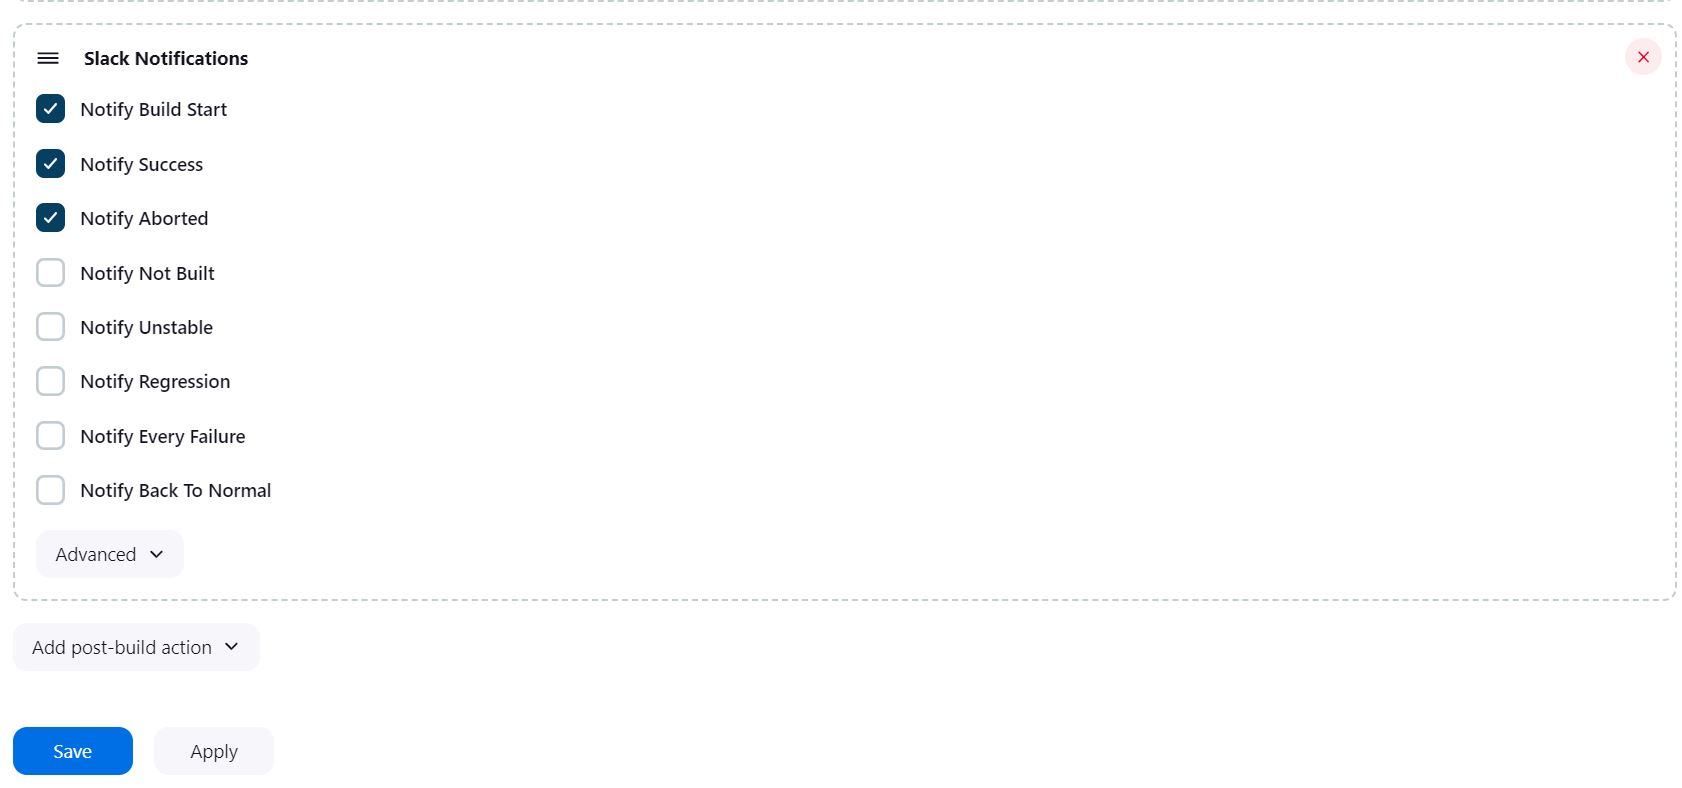 Slack Notifications
Notify Build Start
Notify Success
Notify Aborted
Notify Not Built
Notify Unstable
Notify Regression
Notify Every Failure
Notify Back To Normal
Advanced
Add post-build action
Save Apply